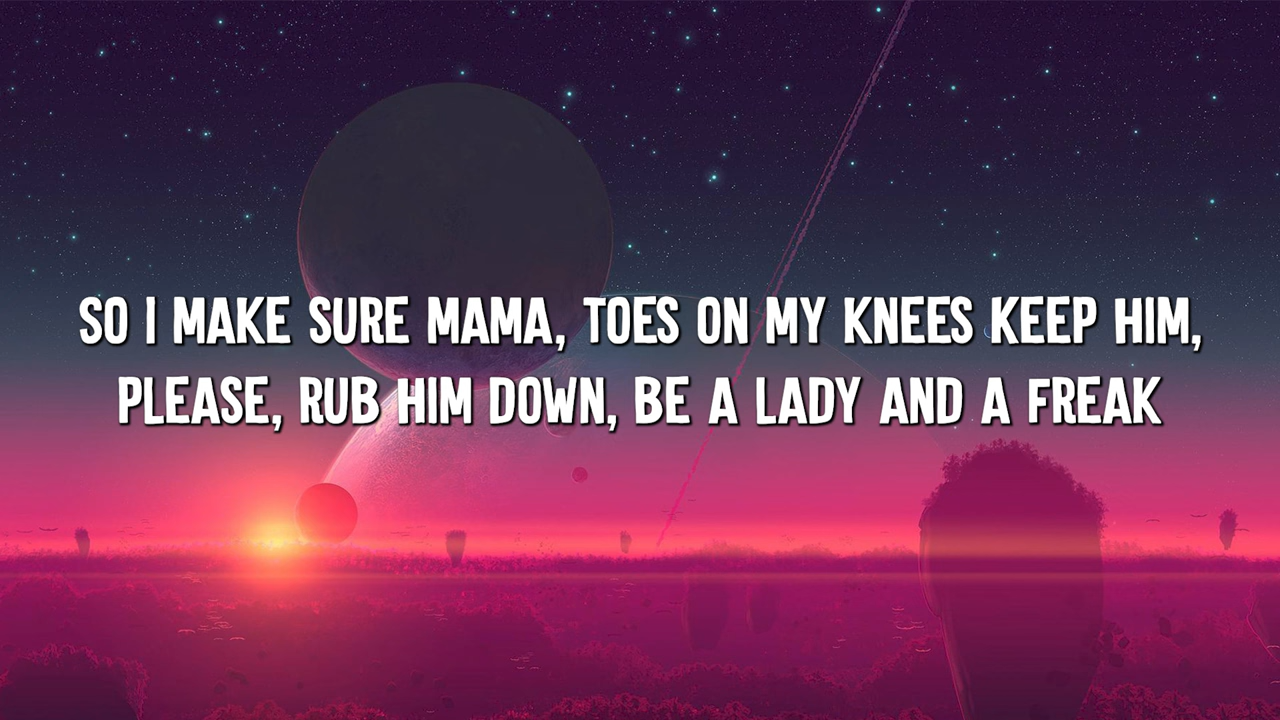 SO I MAKE SURE MAMA, TOES ON MY KNEES KEEP HIM,
PLEASE, RUB HIM DOWN, BE A LADY AND A FREAK